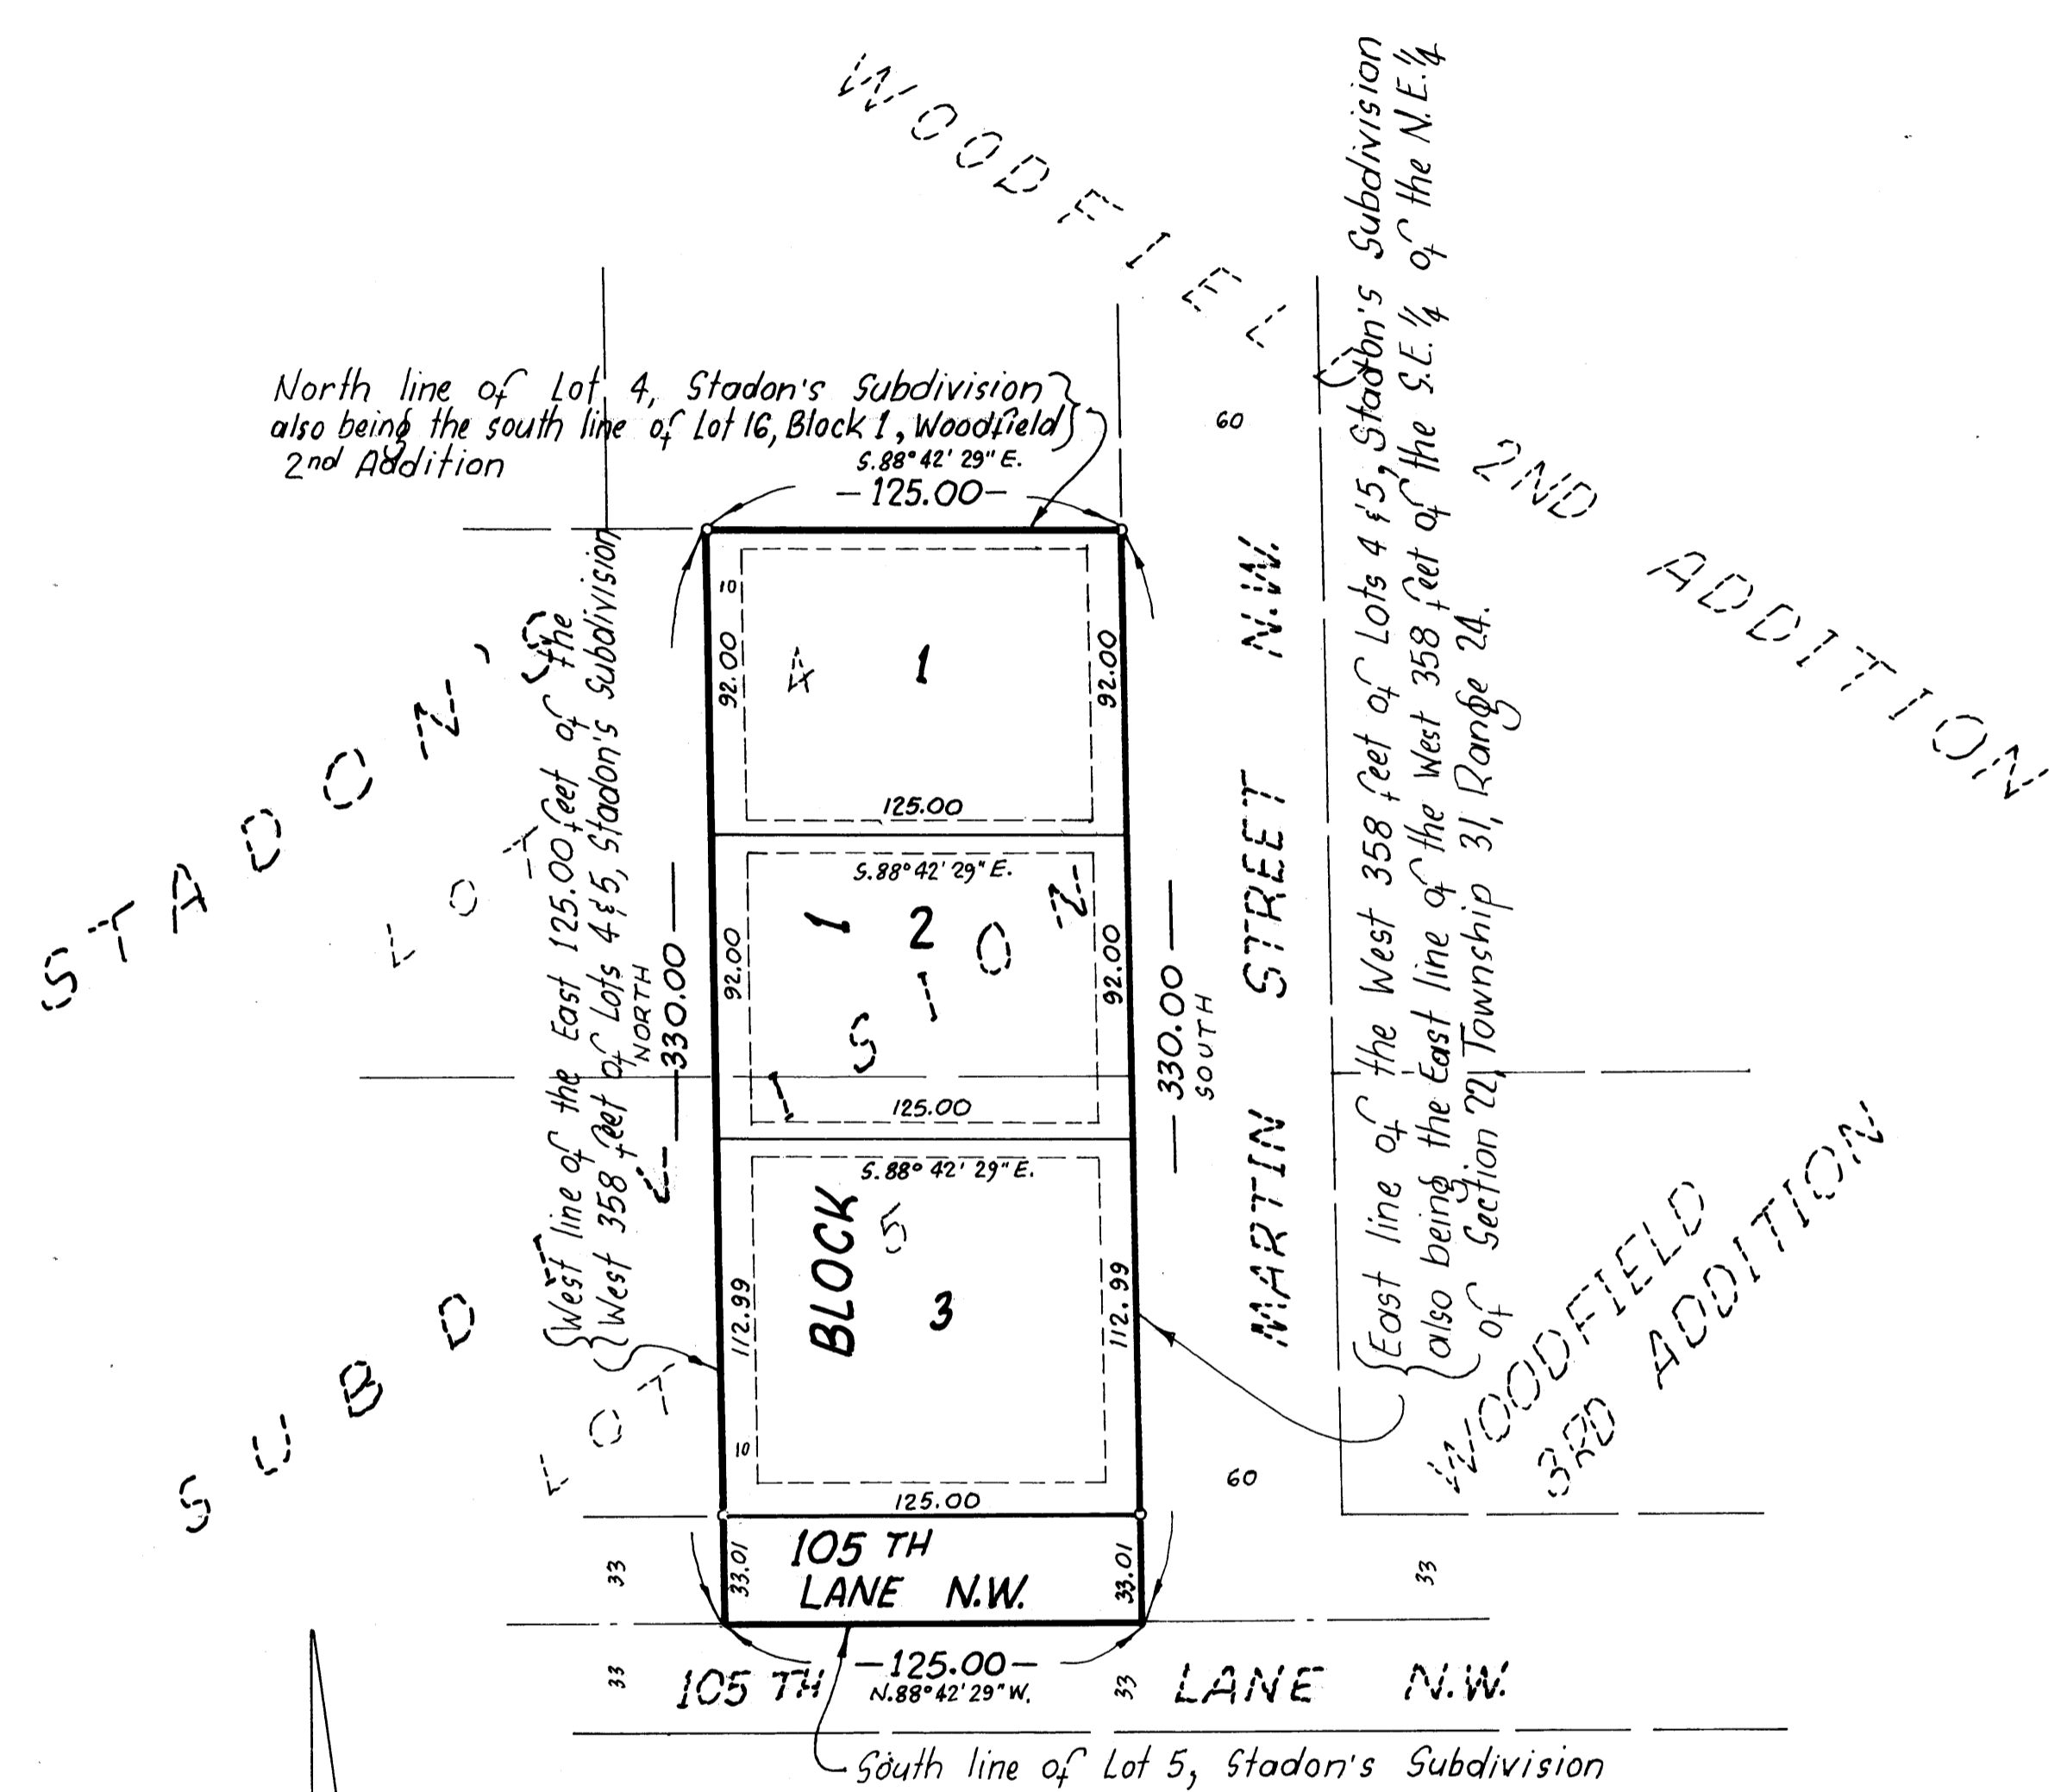 WOODFIELD
2ND
ADDITION
North line of Lot 4, Stadon's Subdivision
also being the south line of Lot 16, Block 1, Woodfield
2nd Addition
S.88°42'29"E.
—125.00—
60
10
92.00
4
1
92.00
125.00
STADON'S
LOT
West line of the East 125.00 feet of the
West 358 feet of Lots 4 & 5, Stadon's Subdivision
NORTH
—330.00—
S.88°42'29"E.
92.00
1
2
92.00
125.00
—330.00—
SOUTH
MARTIN STREET N.W.
East line of the West 358 feet of Lots 4 & 5, Stadon's Subdivision
also being the East line of the West 358 feet of the S.E.¼ of the N.E.¼
of Section 22, Township 31, Range 24.
SUBDIVISION
LOT
S.88°42'29"E.
BLOCK
5
112.99
3
112.99
10
125.00
60
WOODFIELD
3RD ADDITION
33
33.01
105 TH
LANE N.W.
33.01
33
33
105 TH
—125.00—
N.88°42'29"W.
33
LANE N.W.
South line of Lot 5, Stadon's Subdivision